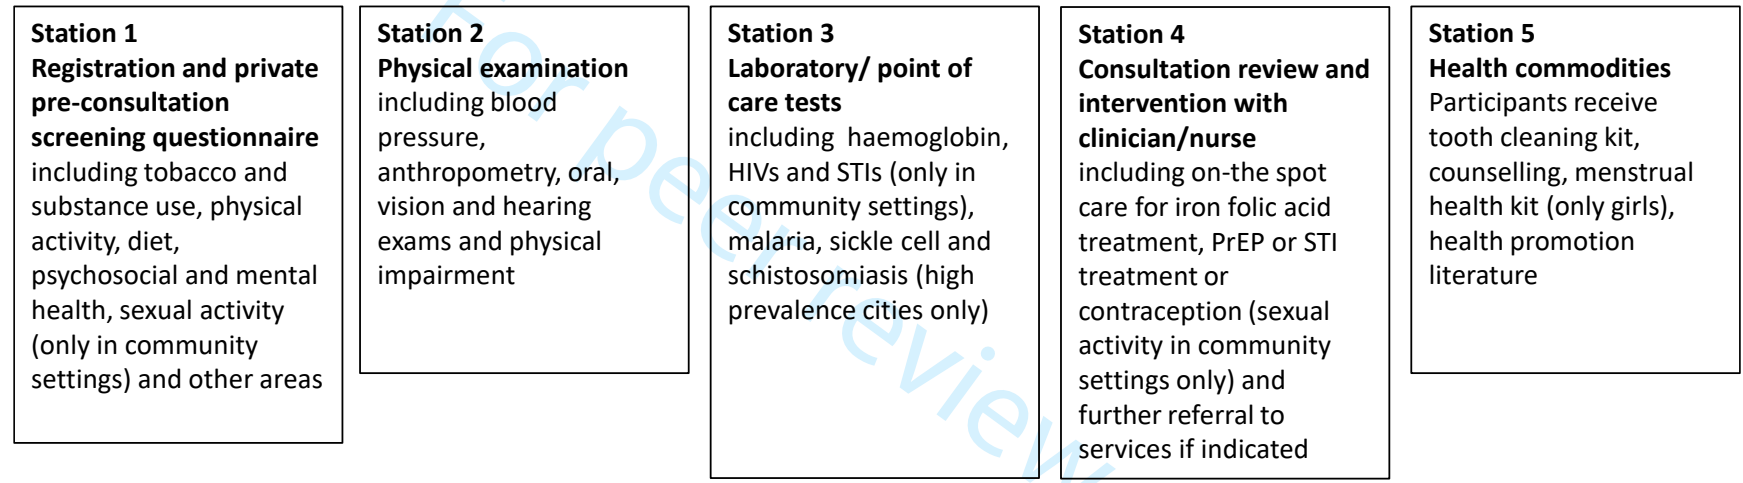 Station 1
Registration and private
pre-consultation
screening questionnaire
including tobacco and
substance use, physical
activity, diet,
psychosocial and mental
health, sexual activity
(only in community
settings) and other areas
Station 2
Physical examination
including blood
pressure,
anthropometry, oral,
vision and hearing
exams and physical
impairment
Station 3
Laboratory/ point of
care tests
including haemoglobin,
HIVs and STIs (only in
community settings),
malaria, sickle cell and
schistosomiasis (high
prevalence cities only)
Station 4
Consultation review and
intervention with
clinician/nurse
including on-the spot
care for iron folic acid
treatment, PrEP or STI
treatment or
contraception (sexual
activity in community
settings only) and
further referral to
services if indicated
Station 5
Health commodities
Participants receive
tooth cleaning kit,
counselling, menstrual
health kit (only girls),
health promotion
literature
For peer review